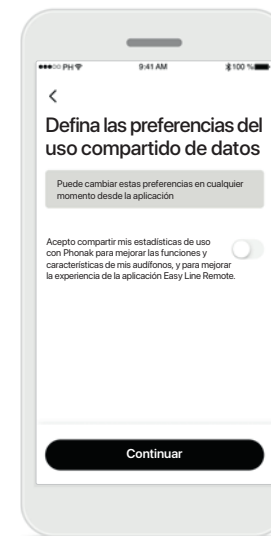 PH 9:41 AM 100 %
Defina las preferencias del
uso compartido de datos
Puede cambiar estas preferencias en cualquier
momento desde la aplicación
Acepto compartir mis estadísticas de uso
con Phonak para mejorar las funciones y
características de mis audífonos, y para mejorar
la experiencia de la aplicación Easy Line Remote.
Continuar